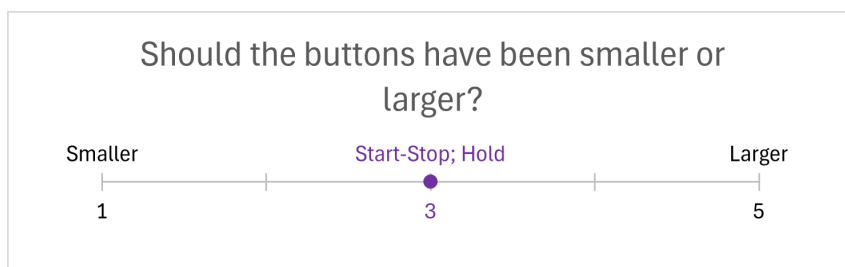 Should the buttons have been smaller or
larger?
Smaller Start-Stop; Hold Larger
1 3 5